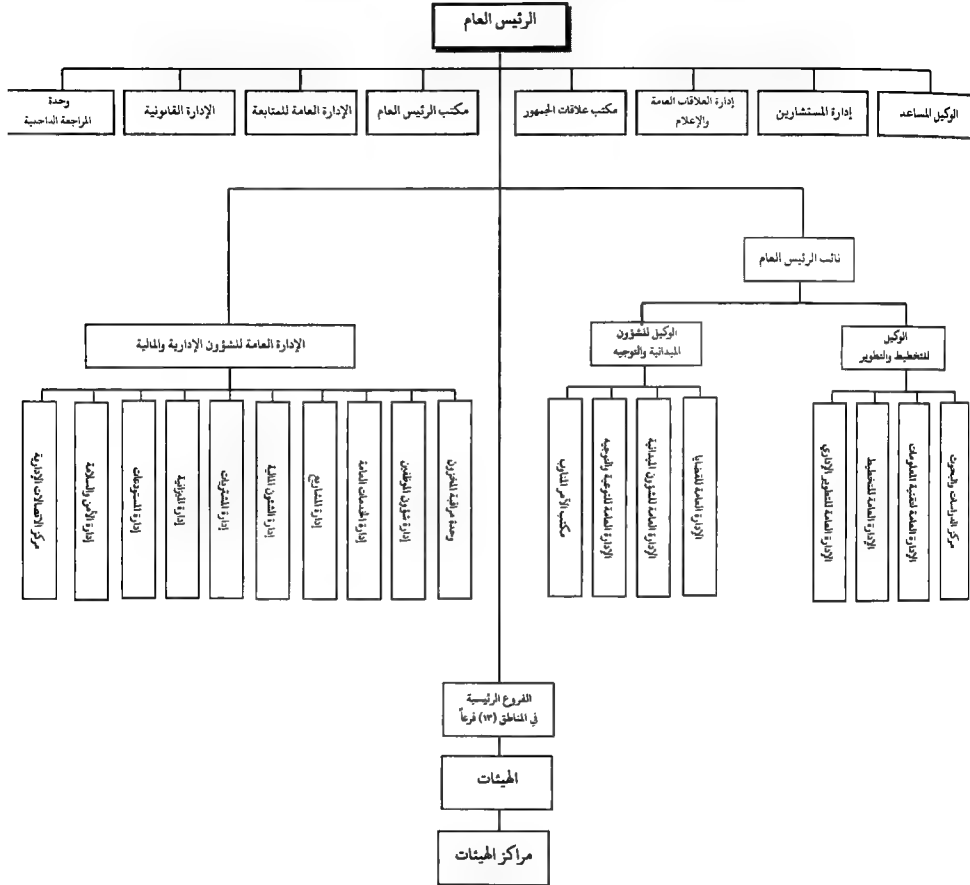 الرئيس العام
الوكيل المساعد
إدارة المستشارين
إدارة العلاقات العامة
والإعلام
مكتب علاقات الجمهور
مكتب الرئيس العام
الإدارة العامة للمتابعة
الإدارة القانونية
وحدة
المراجعة الداخلية
نائب الرئيس العام
الوكيل
للتخطيط والتطوير
الوكيل للشؤون
الميدانية والتوجيه
الإدارة العامة للشؤون الإدارية والمالية
مركز الدراسات والبحوث
الإدارة العامة لتقنية المعلومات
الإدارة العامة للتخطيط
الإدارة العامة للتطوير الإداري
الإدارة العامة للقضايا
الإدارة العامة للشؤون الميدانية
الإدارة العامة للتوعية والتوجيه
مكتب الأمر المناوب
وحدة مراقبة المخزون
إدارة شؤون الموظفين
إدارة الخدمات العامة
إدارة المشاريع
إدارة الشئون المالية
إدارة المشتريات
إدارة الميزانية
إدارة المستودعات
إدارة الأمن والسلامة
مركز الاتصالات الإدارية
الفروع الرئيسية
في المناطق (١٣) فرعاً
الهيئات
مراكز الهيئات